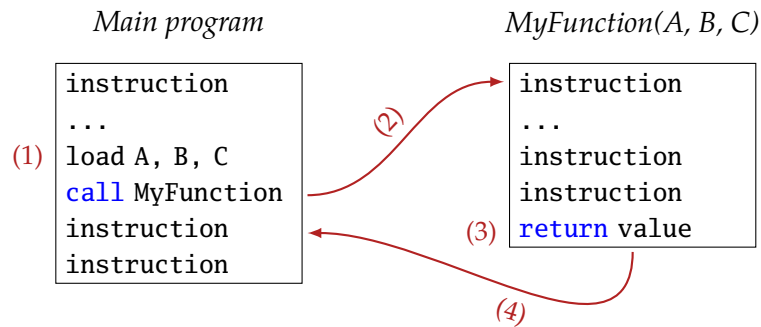 Main program
instruction
...
(1)
load A, B, C
call MyFunction
instruction
instruction
(2)
MyFunction(A, B, C)
instruction
...
instruction
instruction
(3)
return value
(4)